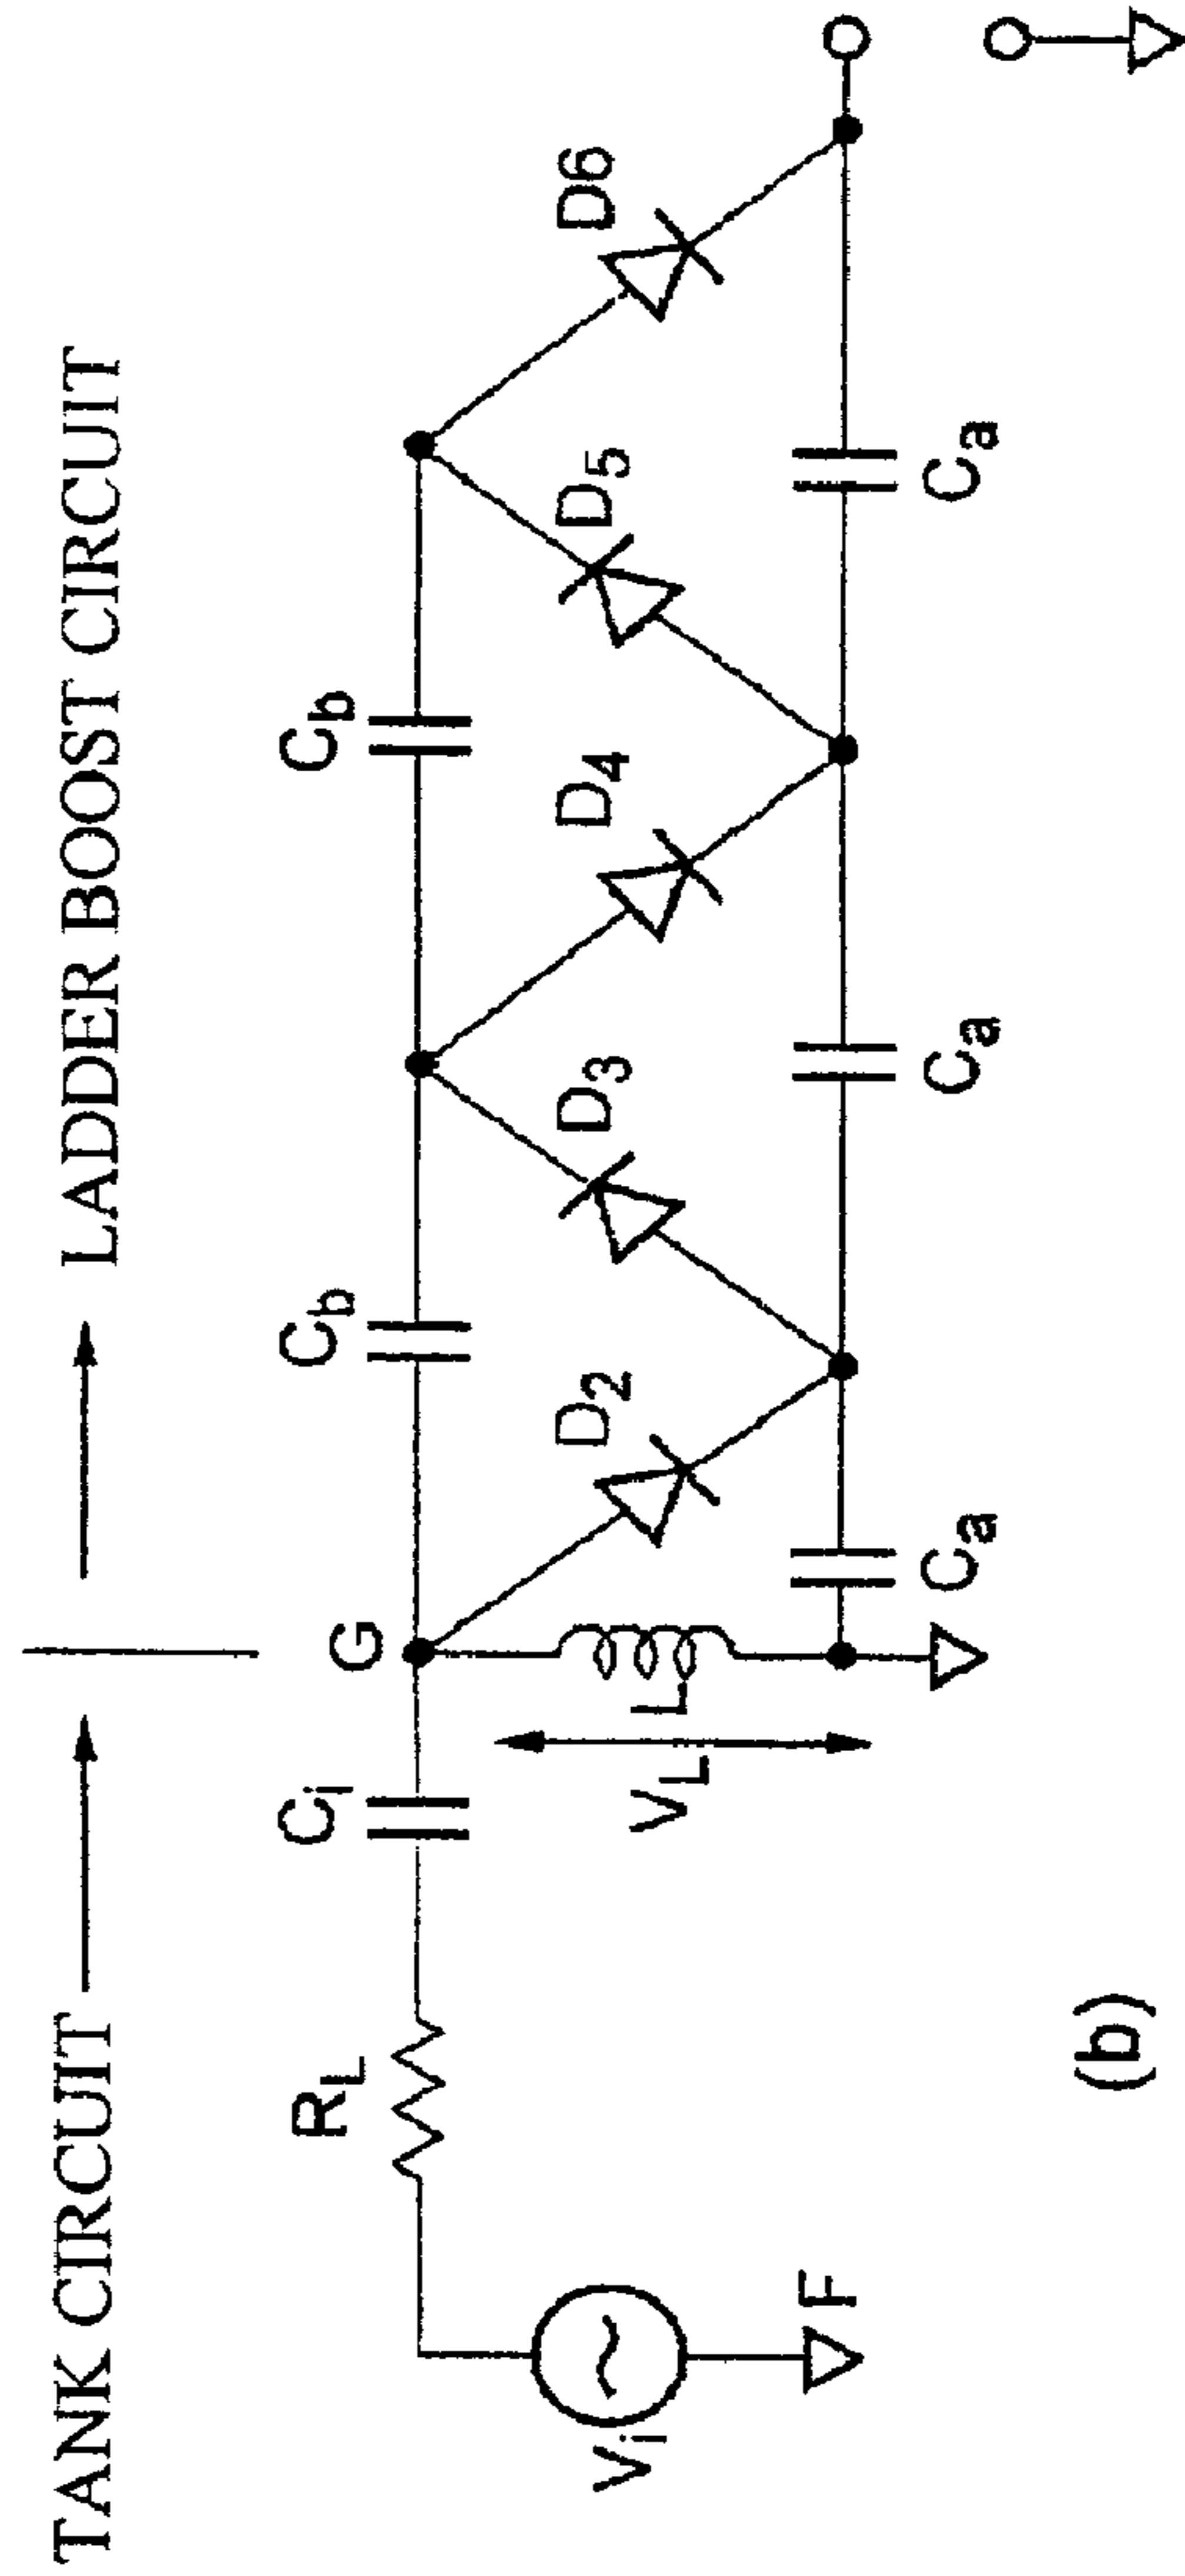 TANK CIRCUIT
LADDER BOOST CIRCUIT
Vi
F
RL
Ci
G
VL
L
Cb
Cb
D2
D3
D4
D5
D6
Ca
Ca
Ca
(b)